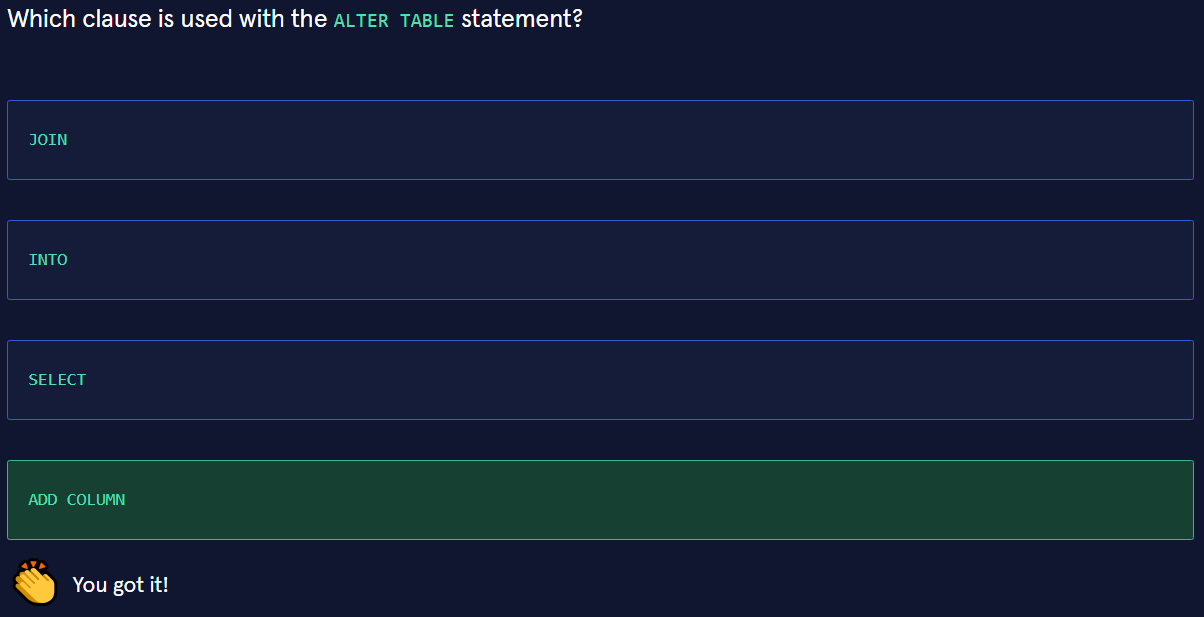 Which clause is used with the ALTER TABLE statement?
JOIN
INTO
SELECT
ADD COLUMN
You got it!